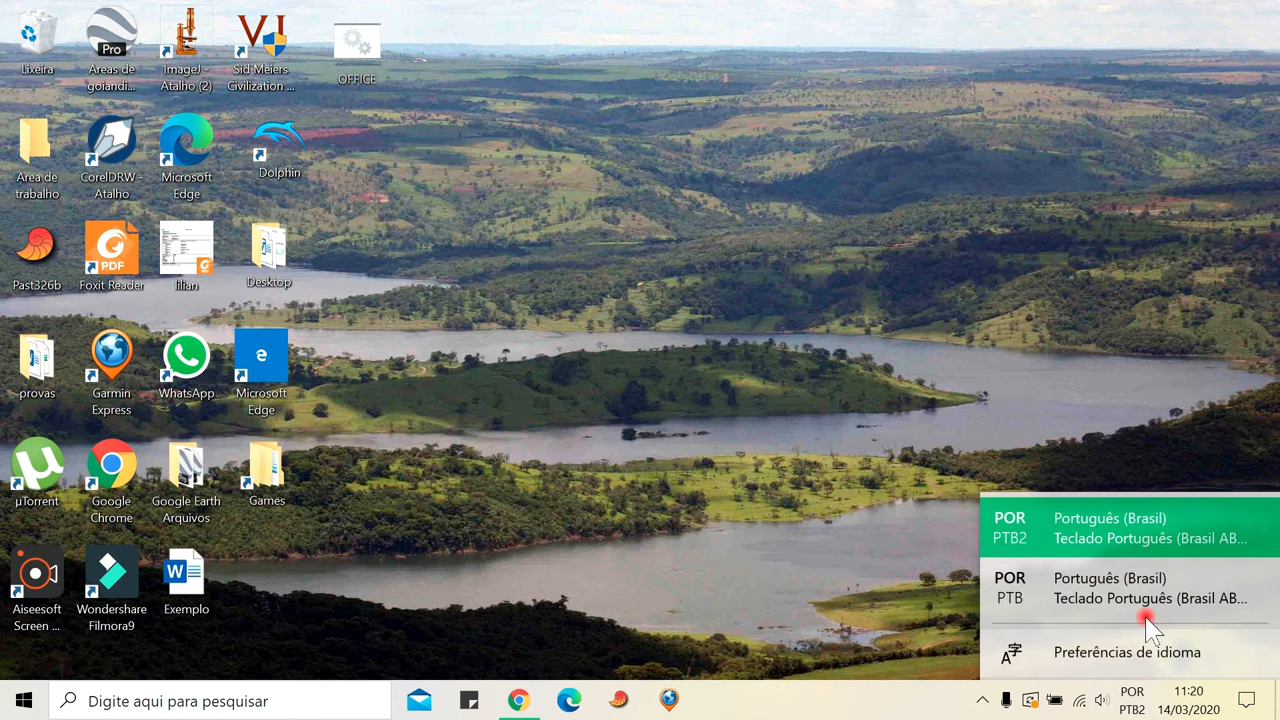 Lixeira
Pro
Areas de
goiandi...
ImageJ -
Atalho (2)
Sid Meiers
Civilization ...
OFFICE
Area de
trabalho
CorelDRW -
Atalho
Microsoft
Edge
Dolphin
Past326b
PDF
Foxit Reader
lilian
Desktop
provas
Garmin
Express
WhatsApp
Microsoft
Edge
µTorrent
Google
Chrome
Google Earth
Arquivos
Games
Aiseesoft
Screen ...
Wondershare
Filmora9
Exemplo
POR
Português (Brasil)
PTB2
Teclado Português (Brasil AB...
POR
Português (Brasil)
PTB
Teclado Português (Brasil AB...
Preferências de idioma
Digite aqui para pesquisar
POR
PTB2
11:20
14/03/2020